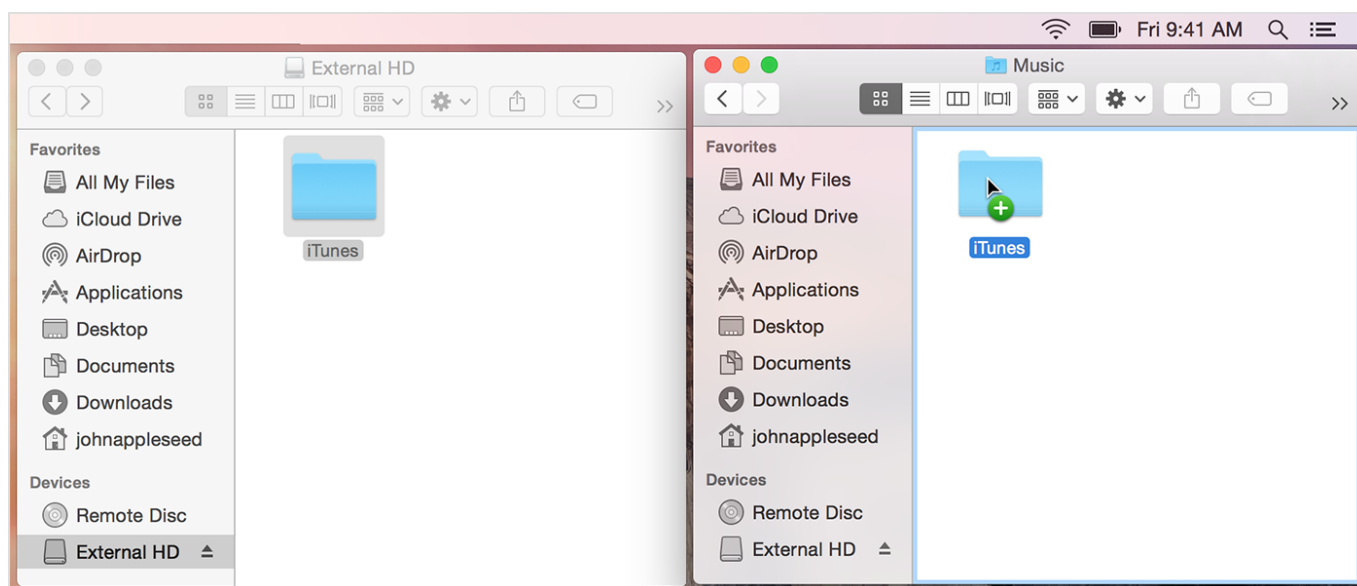 Fri 9:41 AM
External HD
Favorites
All My Files
iCloud Drive
AirDrop
Applications
Desktop
Documents
Downloads
johnappleseed
Devices
Remote Disc
External HD
iTunes
Music
Favorites
All My Files
iCloud Drive
AirDrop
Applications
Desktop
Documents
Downloads
johnappleseed
Devices
Remote Disc
External HD
iTunes